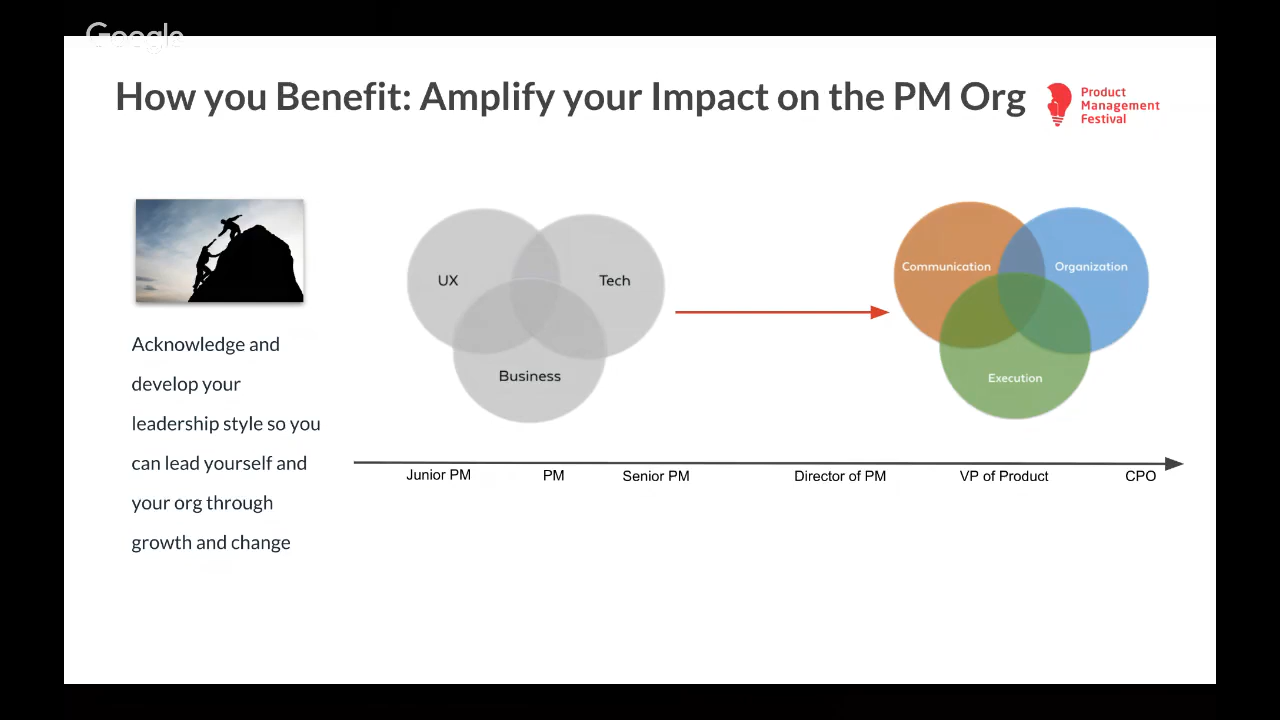 Google
How you Benefit: Amplify your Impact on the PM Org
Product
Management
Festival
Acknowledge and
develop your
leadership style so you
can lead yourself and
your org through
growth and change
UX
Tech
Business
Communication
Organization
Execution
Junior PM
PM
Senior PM
Director of PM
VP of Product
CPO